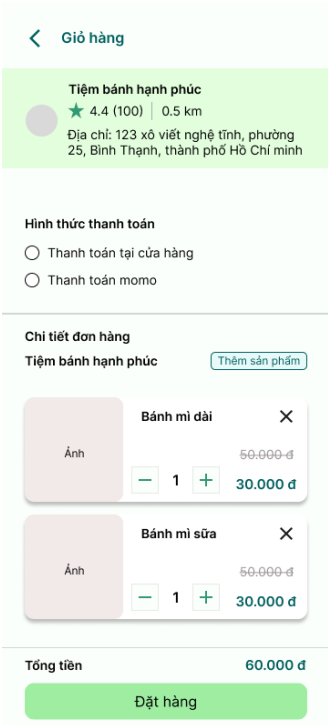 Giỏ hàng
Tiệm bánh hạnh phúc
4.4 (100) 0.5 km
Địa chỉ: 123 xô viết nghệ tĩnh, phường
25, Bình Thạnh, thành phố Hồ Chí minh
Hình thức thanh toán
Thanh toán tại cửa hàng
Thanh toán momo
Chi tiết đơn hàng
Tiệm bánh hạnh phúc Thêm sản phẩm
Bánh mì dài
Ảnh
50.000 đ
1 30.000 đ
Bánh mì sữa
Ảnh
50.000 đ
1 30.000 đ
Tổng tiền 60.000 đ
Đặt hàng